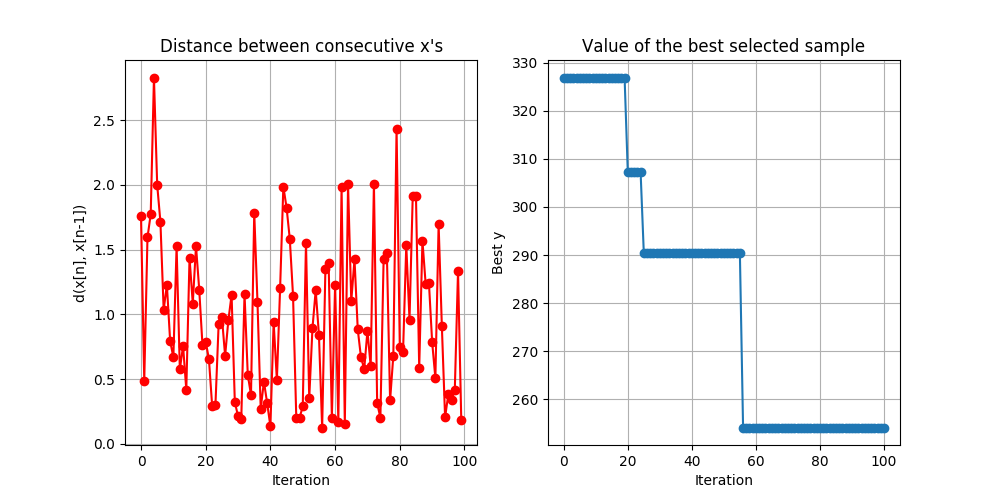 Distance between consecutive x's
d(x[n], x[n-1])
2.5
2.0
1.5
1.0
0.5
0.0
0 20 40 60 80 100
Iteration
Value of the best selected sample
Best y
330
320
310
300
290
280
270
260
0 20 40 60 80 100
Iteration